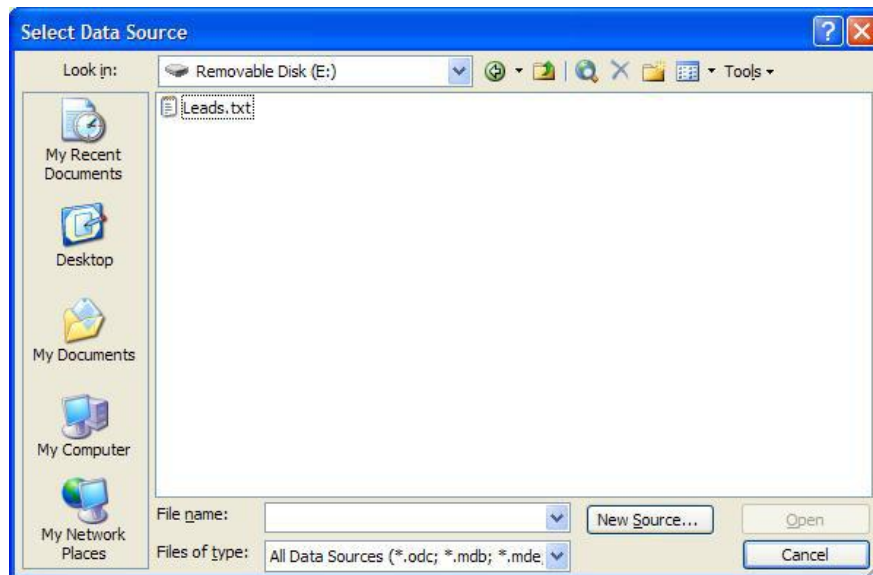 Select Data Source
Look in:
Removable Disk (E:)
Tools
Leads.txt
My Recent
Documents
Desktop
My Documents
My Computer
My Network
Places
File name:
New Source...
Open
Files of type:
All Data Sources (*.odc; *.mdb; *.mde;
Cancel